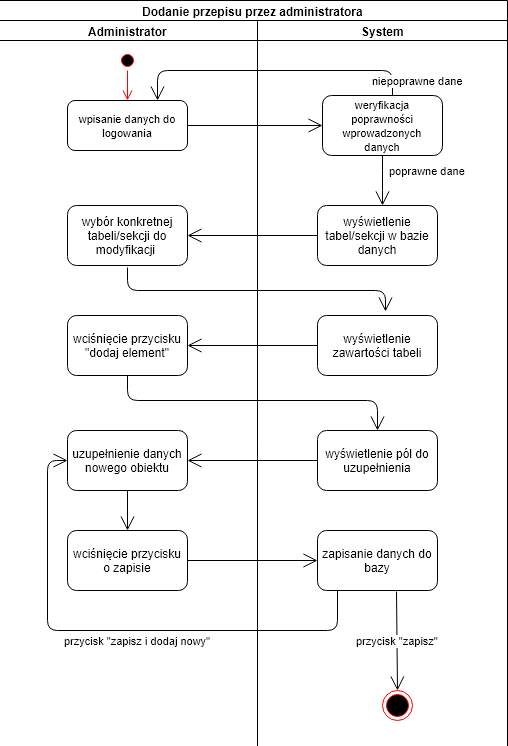 Dodanie przepisu przez administratora
Administrator
System
niepoprawne dane
wpisanie danych do
logowania
weryfikacja
poprawności
wprowadzonych
danych
poprawne dane
wybór konkretnej
tabeli/sekcji do
modyfikacji
wyświetlenie
tabel/sekcji w bazie
danych
wciśnięcie przycisku
"dodaj element"
wyświetlenie
zawartości tabeli
uzupełnienie danych
nowego obiektu
wyświetlenie pól do
uzupełnienia
wciśnięcie przycisku
o zapisie
zapisanie danych do
bazy
przycisk "zapisz i dodaj nowy"
przycisk "zapisz"